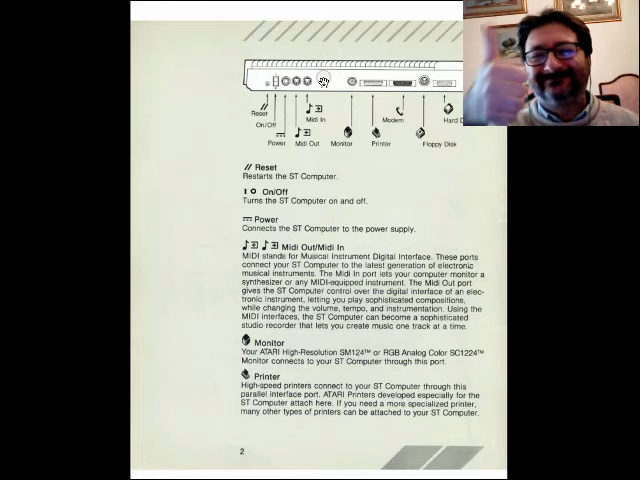 Reset
On/Off
Power
Midi In
Midi Out
Monitor
Printer
Modem
Floppy Disk
Hard D
// Reset
Restarts the ST Computer.
On/Off
Turns the ST Computer on and off.
Power
Connects the ST Computer to the power supply.
Midi Out/Midi In
MIDI stands for Musical Instrument Digital Interface. These ports
connect your ST Computer to the latest generation of electronic
musical instruments. The Midi In port lets your computer monitor a
synthesizer or any MIDI-equipped instrument. The Midi Out port
gives the ST Computer control over the digital interface of an elec-
tronic instrument, letting you play sophisticated compositions,
while changing the volume, tempo, and instrumentation. Using the
MIDI interfaces, the ST Computer can become a sophisticated
studio recorder that lets you create music one track at a time.
Monitor
Your ATARI High-Resolution SM124™ or RGB Analog Color SC1224™
Monitor connects to your ST Computer through this port.
Printer
High-speed printers connect to your ST Computer through this
parallel interface port. ATARI Printers developed especially for the
ST Computer attach here. If you need a more specialized printer,
many other types of printers can be attached to your ST Computer.
2